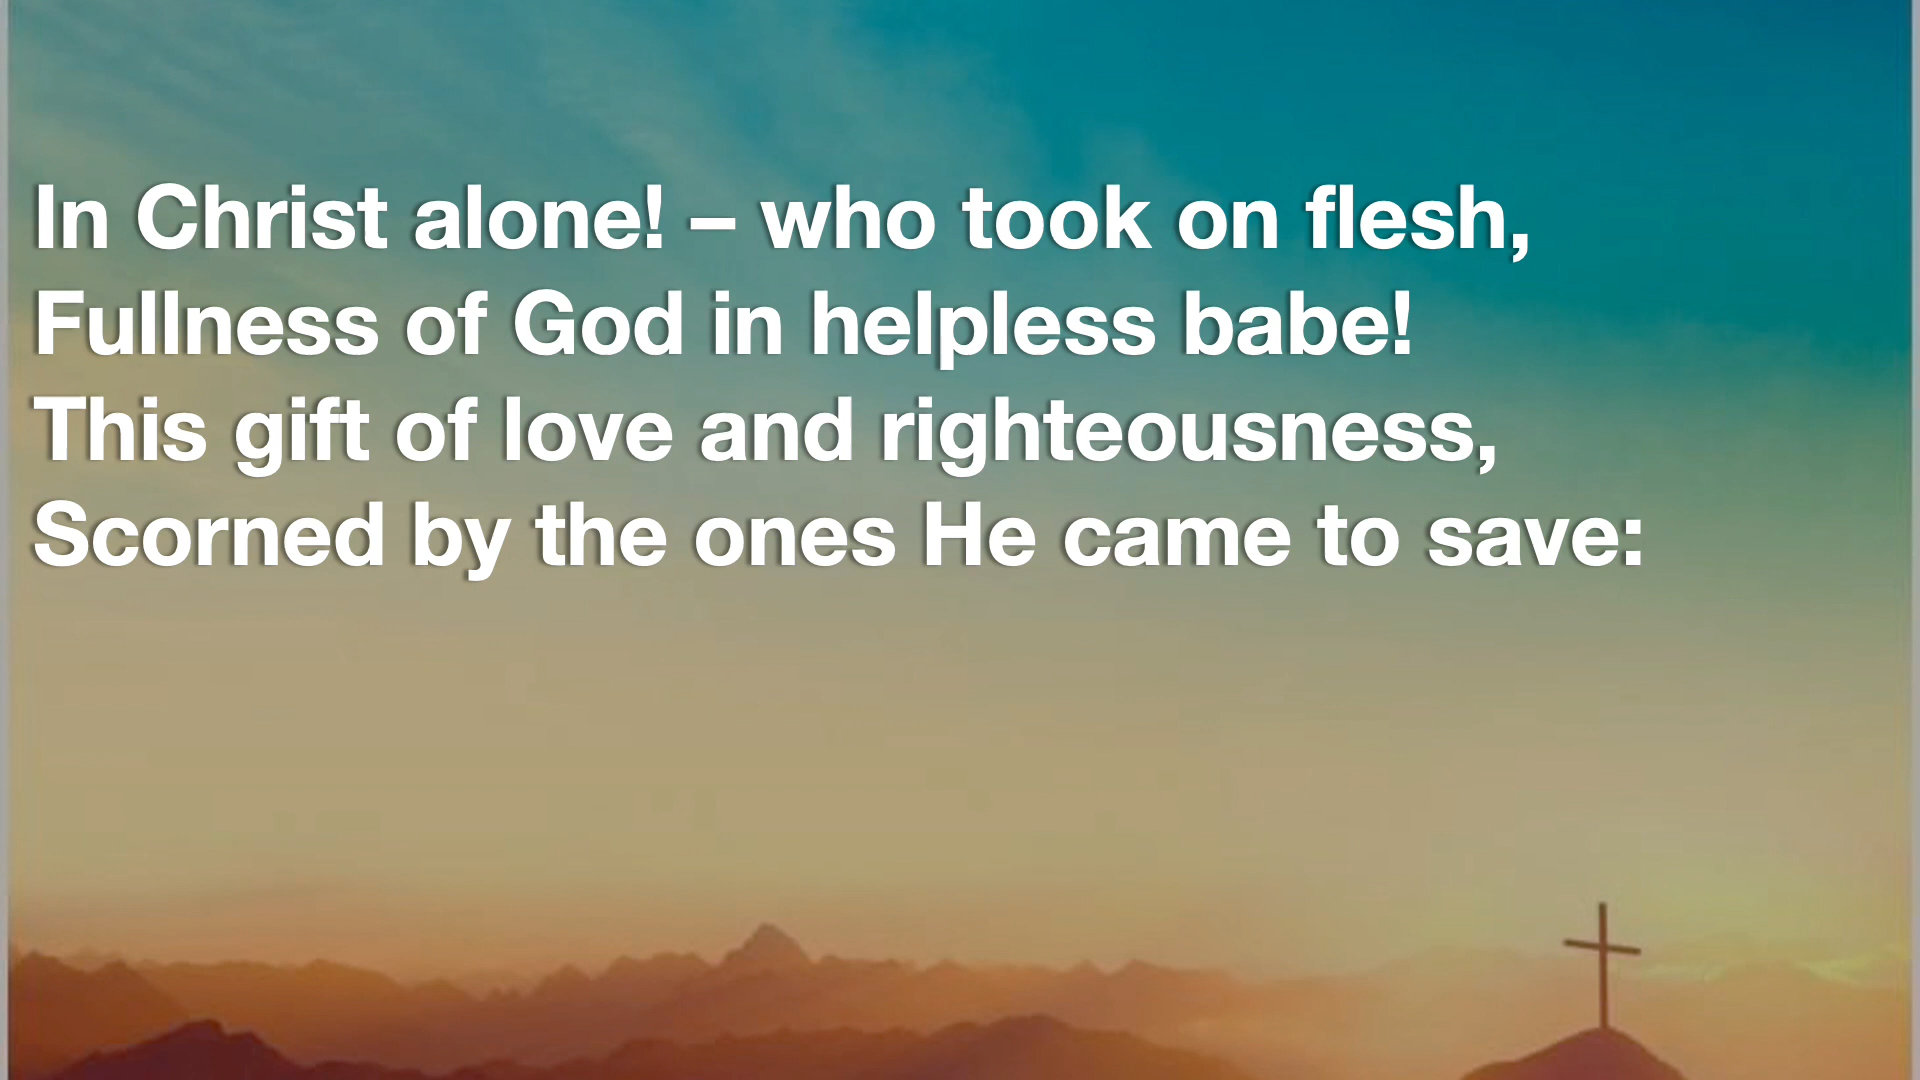 In Christ alone! – who took on flesh,
Fullness of God in helpless babe!
This gift of love and righteousness,
Scorned by the ones He came to save: